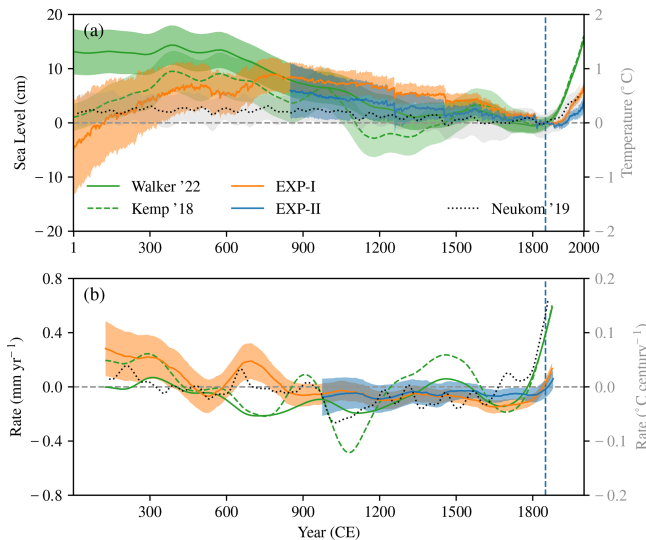 (a)
20
10
0
−10
−20
Sea Level (cm)
2
1
0
−1
−2
Temperature (°C)
Walker '22
Kemp '18
EXP-I
EXP-II
Neukom '19
1
300
600
900
1200
1500
1800
2000
(b)
0.8
0.4
0.0
−0.4
−0.8
Rate (mm yr⁻¹)
0.2
0.1
0.0
−0.1
−0.2
Rate (°C century⁻¹)
300
600
900
1200
1500
1800
Year (CE)